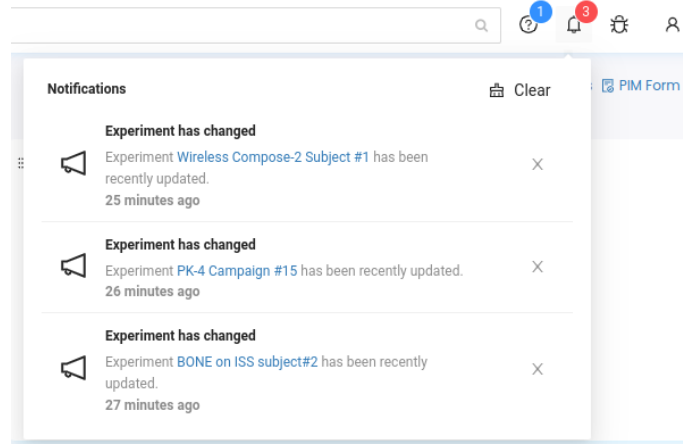 1
3
Notifications
Clear
PIM Form
Experiment has changed
Experiment Wireless Compose-2 Subject #1 has been
recently updated.
25 minutes ago
X
Experiment has changed
Experiment PK-4 Campaign #15 has been recently updated.
26 minutes ago
X
Experiment has changed
Experiment BONE on ISS subject#2 has been recently
updated.
27 minutes ago
X